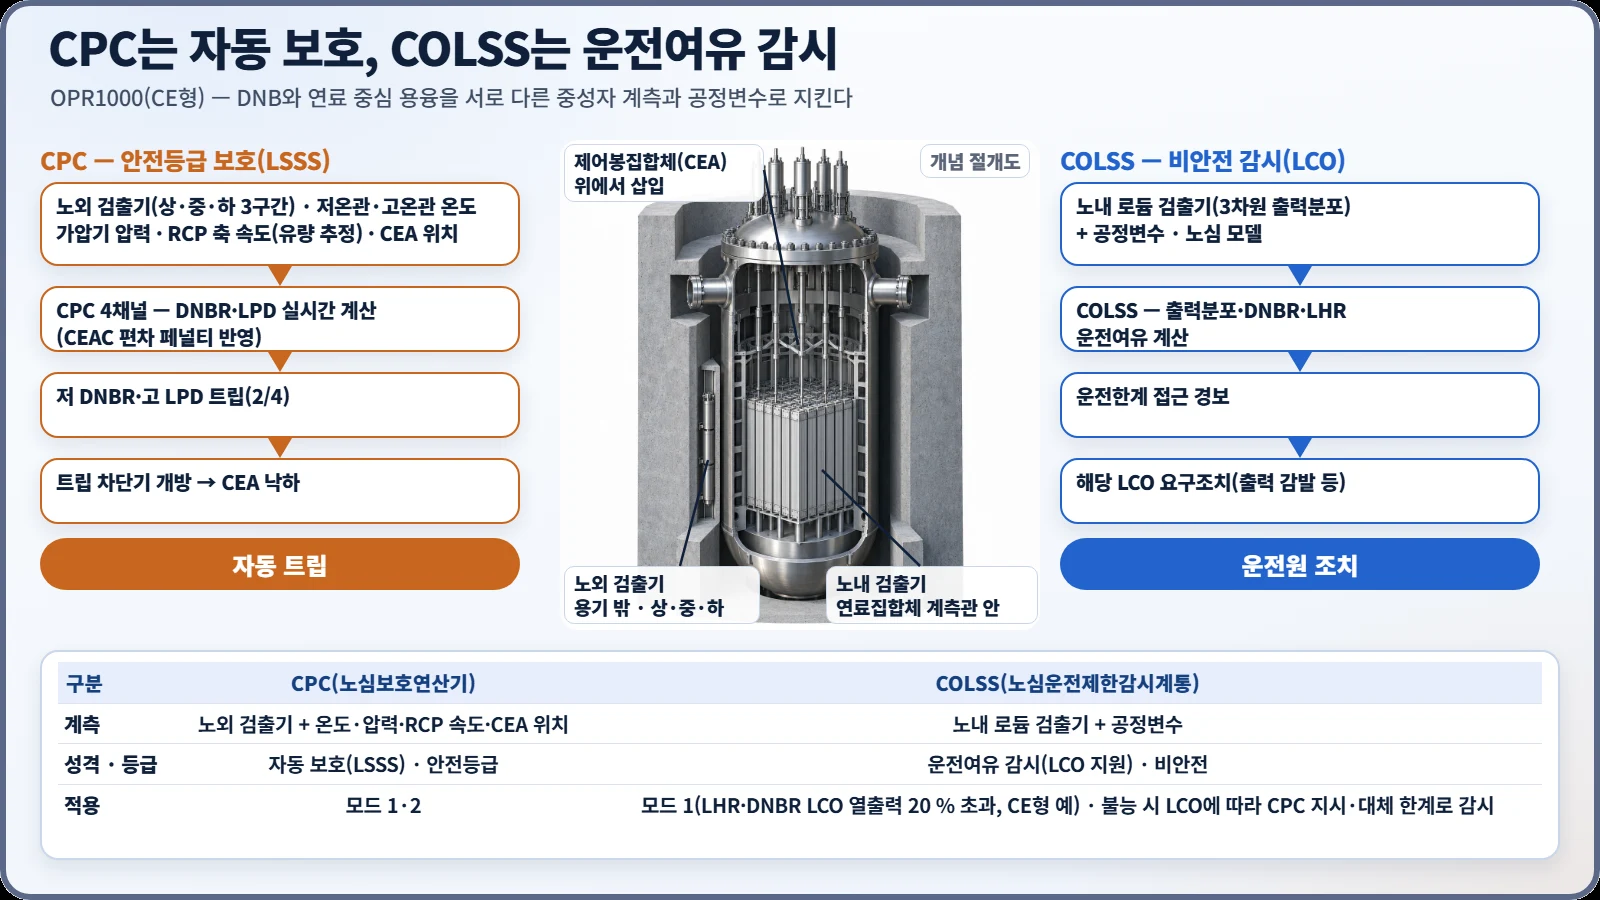 CPC는 자동 보호, COLSS는 운전여유 감시
OPR1000(CE형) — DNB와 연료 중심 용융을 서로 다른 중성자 계측과 공정변수로 지킨다
CPC — 안전등급 보호(LSSS)
노외 검출기(상·중·하 3구간) · 저온관·고온관 온도
가압기 압력 · RCP 축 속도(유량 추정) · CEA 위치
CPC 4채널 — DNBR·LPD 실시간 계산
(CEAC 편차 페널티 반영)
저 DNBR·고 LPD 트립(2/4)
트립 차단기 개방 → CEA 낙하
자동 트립
제어봉집합체(CEA)
위에서 삽입
개념 절개도
노외 검출기
용기 밖 · 상·중·하
노내 검출기
연료집합체 계측관 안
COLSS — 비안전 감시(LCO)
노내 로듐 검출기(3차원 출력분포)
+ 공정변수 · 노심 모델
COLSS — 출력분포·DNBR·LHR
운전여유 계산
운전한계 접근 경보
해당 LCO 요구조치(출력 감발 등)
운전원 조치
구분 CPC(노심보호연산기) COLSS(노심운전제한감시계통)
계측 노외 검출기 + 온도·압력·RCP 속도·CEA 위치 노내 로듐 검출기 + 공정변수
성격 · 등급 자동 보호(LSSS) · 안전등급 운전여유 감시(LCO 지원) · 비안전
적용 모드 1·2 모드 1(LHR·DNBR LCO 열출력 20 % 초과, CE형 예) · 불능 시 LCO에 따라 CPC 지시·대체 한계로 감시